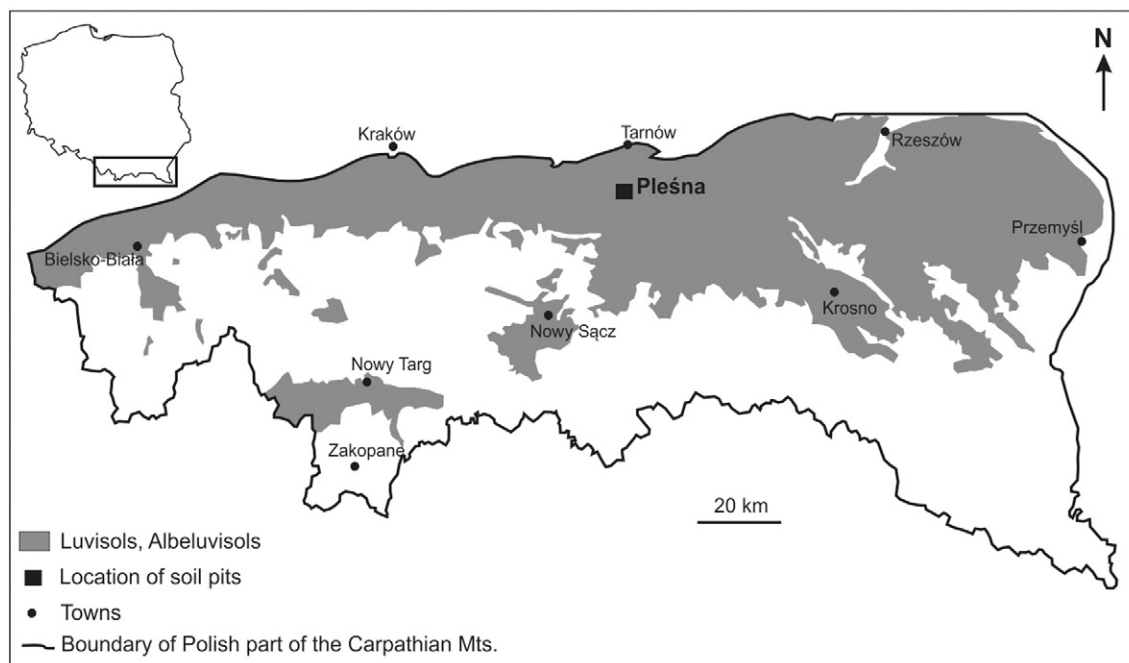 N
Kraków
Tarnów
Rzeszów
Pleśna
Przemyśl
Bielsko-Biała
Krosno
Nowy Sącz
Nowy Targ
Zakopane
20 km
Luvisols, Albeluvisols
Location of soil pits
Towns
Boundary of Polish part of the Carpathian Mts.